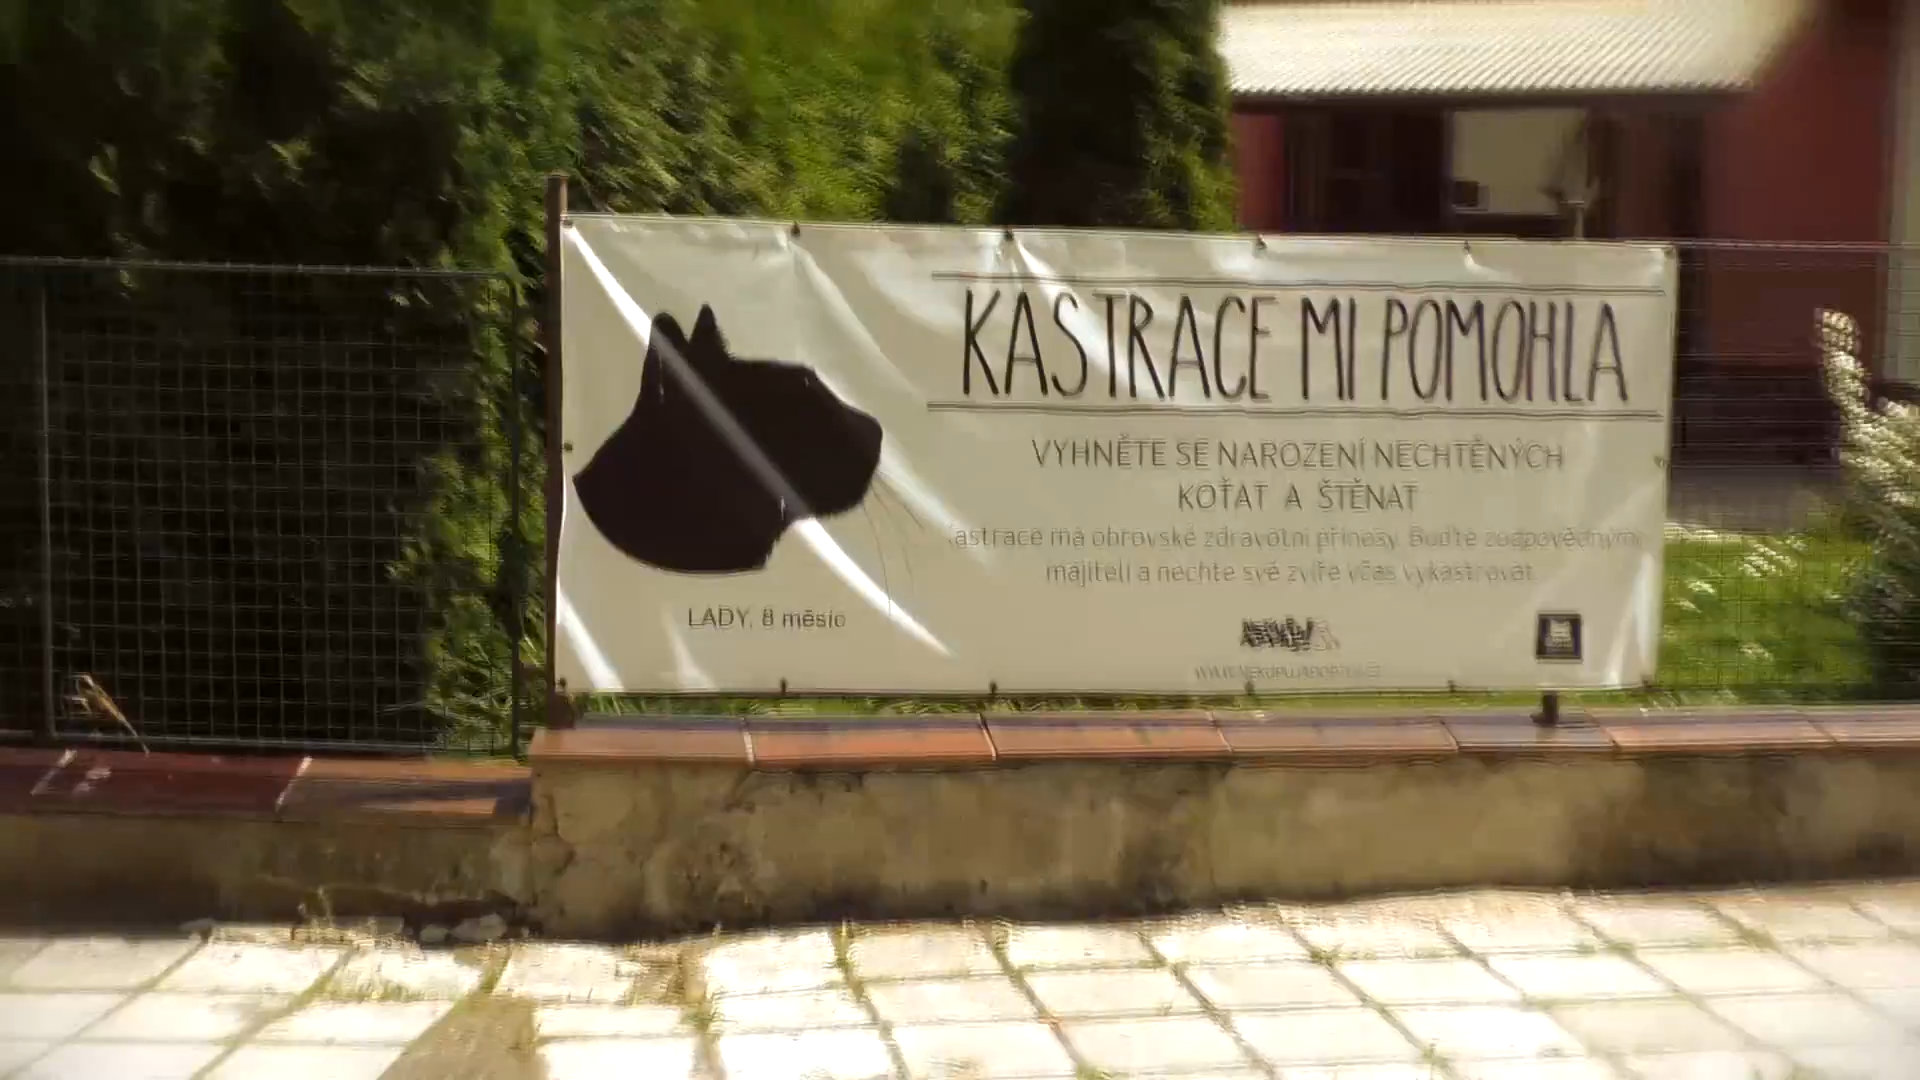 KASTRACE MI POMOHLA
VYHNĚTE SE NAROZENÍ NECHTĚNÝCH
KOŤAT A ŠTĚŇAT
Kastrace má obrovské zdravotní přínosy. Buďte zodpovědnými
majiteli a nechte své zvíře včas vykastrovat.
LADY, 8 měsíc